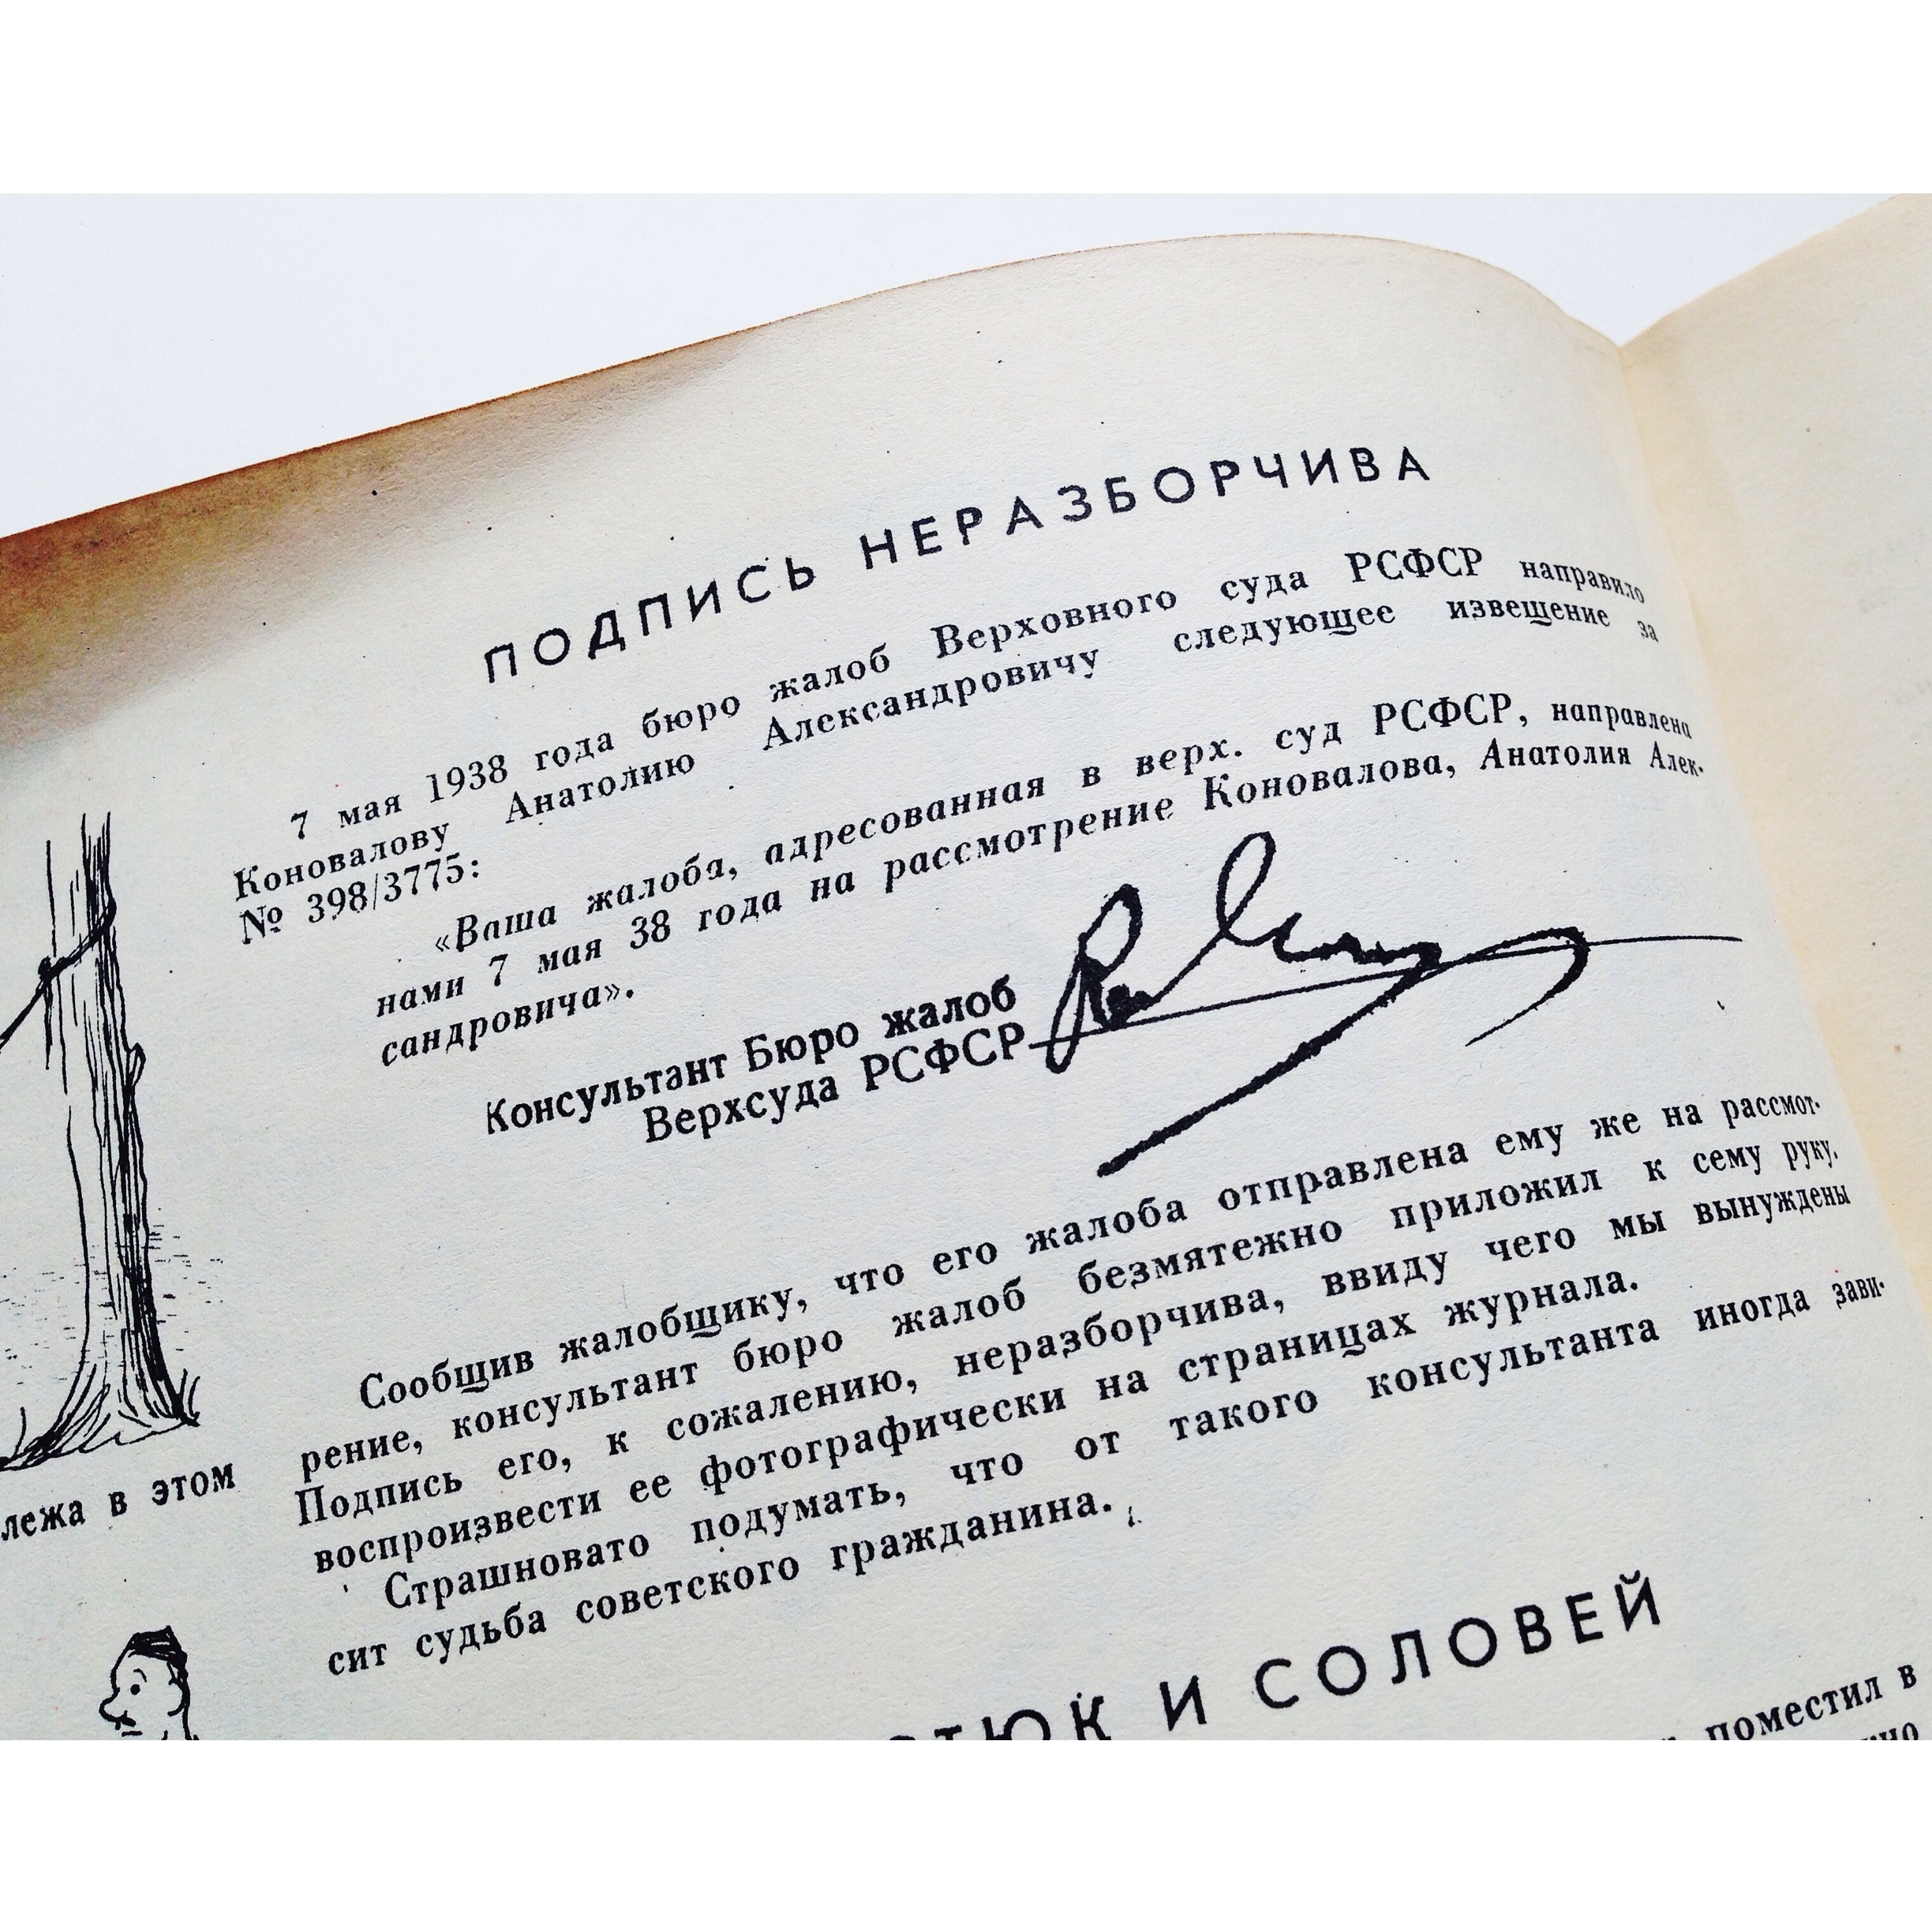 ПОДПИСЬ НЕРАЗБОРЧИВА
7 мая 1938 года бюро жалоб Верховного суда РСФСР направило
Коновалову Анатолию Александровичу следующее извещение за
№ 398/3775:
«Ваша жалоба, адресованная в верх. суд РСФСР, направлена
нами 7 мая 38 года на рассмотрение Коновалова, Анатолия Алек-
сандровича».
Консультант Бюро жалоб
Верхсуда РСФСР
Сообщив жалобщику, что его жалоба отправлена ему же на рассмот-
рение, консультант бюро жалоб безмятежно приложил к сему руку.
Подпись его, к сожалению, неразборчива, ввиду чего мы вынуждены
воспроизвести ее фотографически на страницах журнала.
Страшновато подумать, что от такого консультанта иногда зави-
сит судьба советского гражданина.
лежа в этом
И СОЛОВЕЙ
поместил в